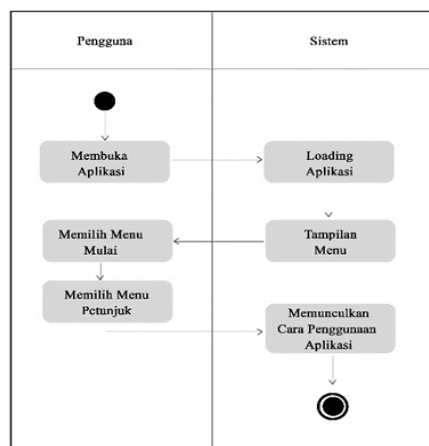 Pengguna
Sistem
Membuka
Aplikasi
Loading
Aplikasi
Memilih Menu
Mulai
Tampilan
Menu
Memilih Menu
Petunjuk
Memunculkan
Cara Penggunaan
Aplikasi